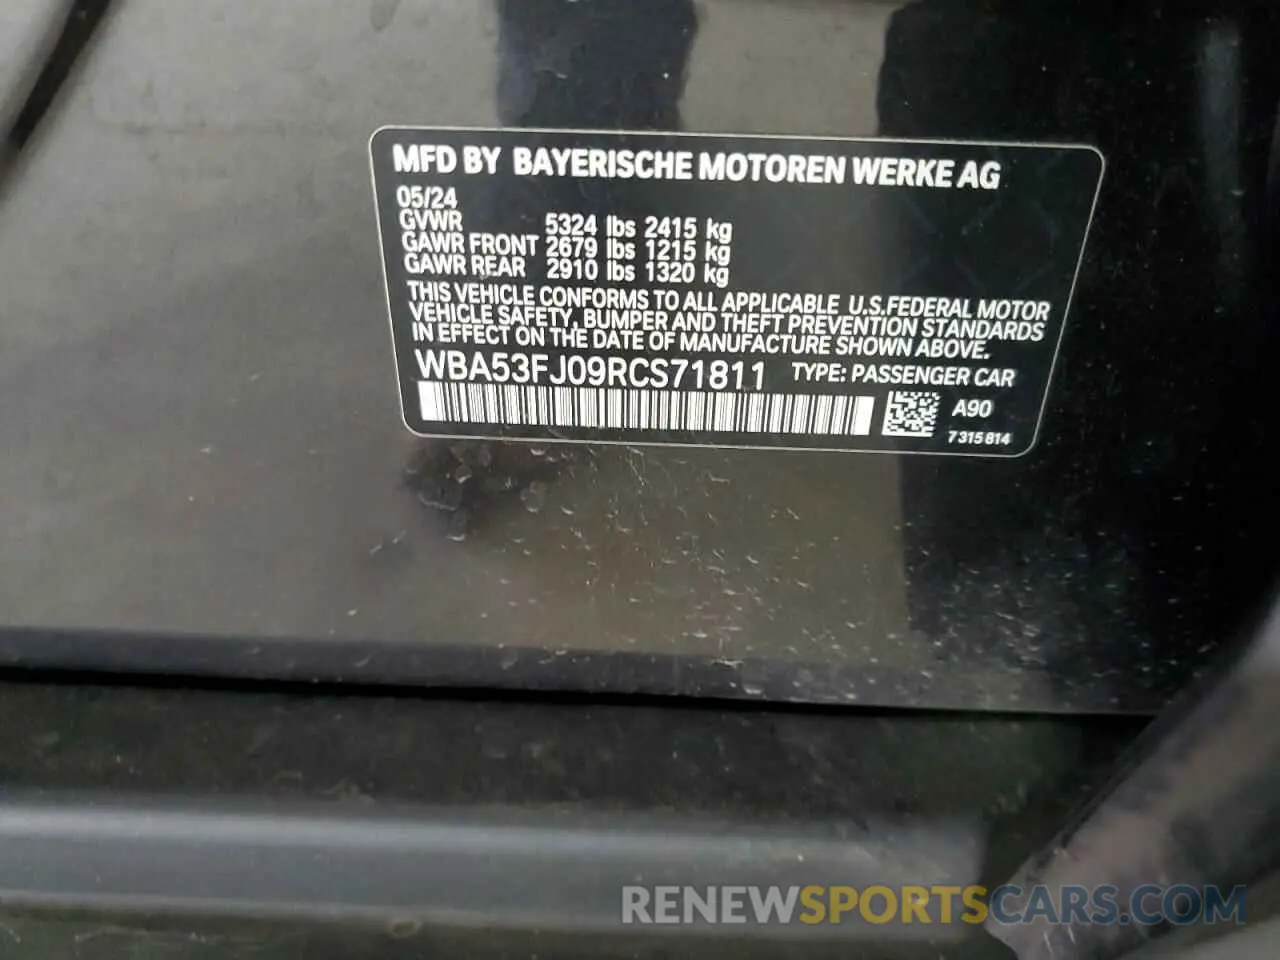 MFD BY BAYERISCHE MOTOREN WERKE AG
05/24
GVWR 5324 lbs 2415 kg
GAWR FRONT 2679 lbs 1215 kg
GAWR REAR 2910 lbs 1320 kg
THIS VEHICLE CONFORMS TO ALL APPLICABLE U.S.FEDERAL MOTOR
VEHICLE SAFETY, BUMPER AND THEFT PREVENTION STANDARDS
IN EFFECT ON THE DATE OF MANUFACTURE SHOWN ABOVE.
WBA53FJ09RCS71811 TYPE: PASSENGER CAR
A90
7 315 814
RENEWSPORTSCARS.COM